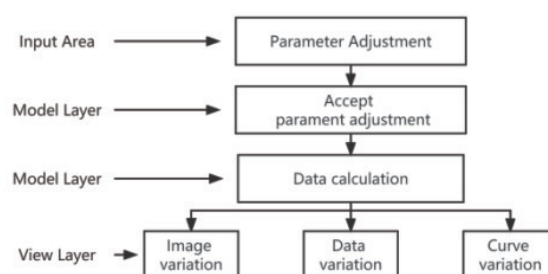 Input Area
Parameter Adjustment
Model Layer
Accept
parament adjustment
Model Layer
Data calculation
View Layer
Image
variation
Data
variation
Curve
variation